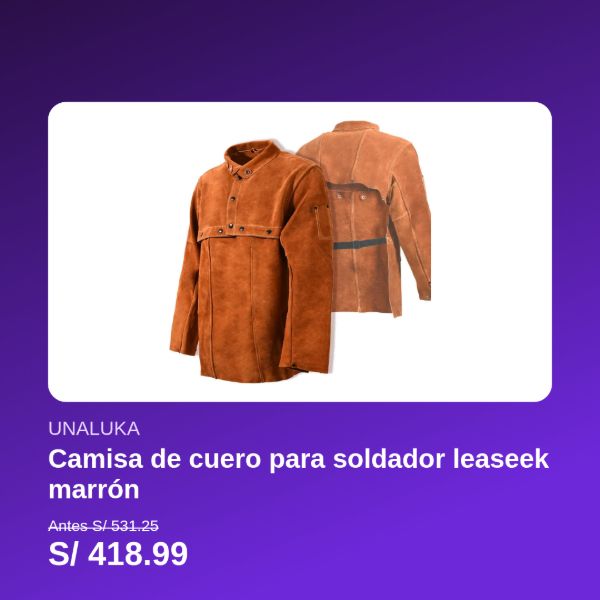 UNALUKA
Camisa de cuero para soldador leaseek
marrón
Antes S/ 531.25
S/ 418.99